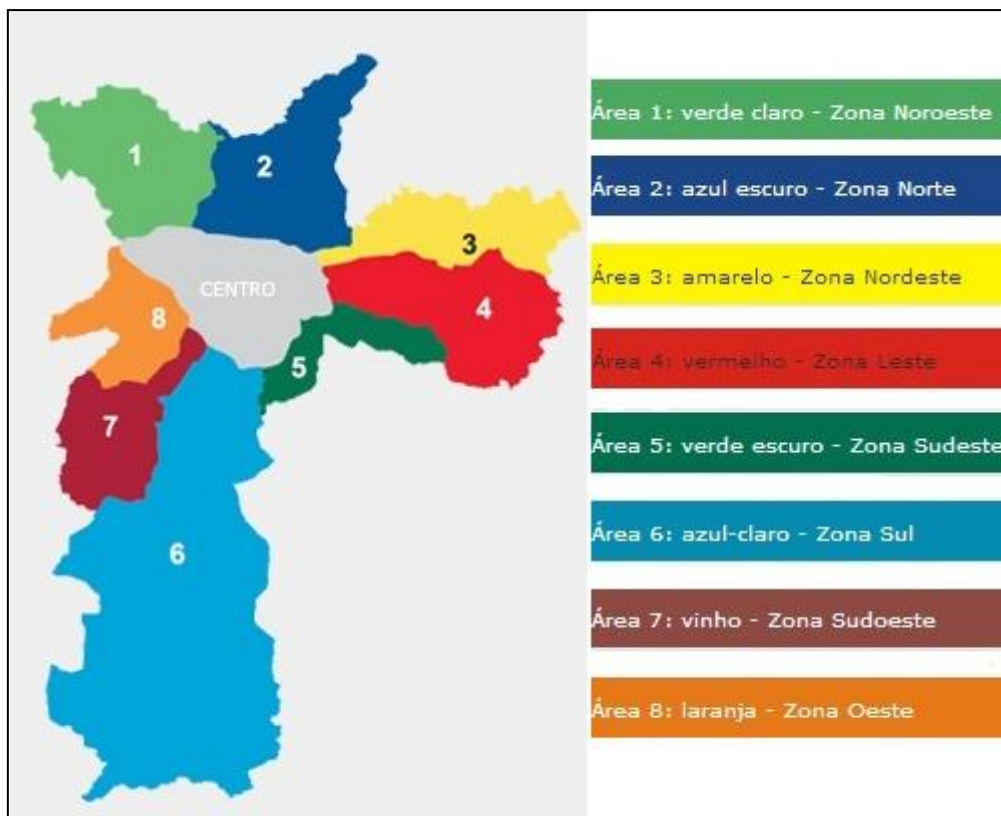 1
2
3
CENTRO
4
8
5
7
6
Área 1: verde claro - Zona Noroeste
Área 2: azul escuro - Zona Norte
Área 3: amarelo - Zona Nordeste
Área 4: vermelho - Zona Leste
Área 5: verde escuro - Zona Sudeste
Área 6: azul-claro - Zona Sul
Área 7: vinho - Zona Sudoeste
Área 8: laranja - Zona Oeste